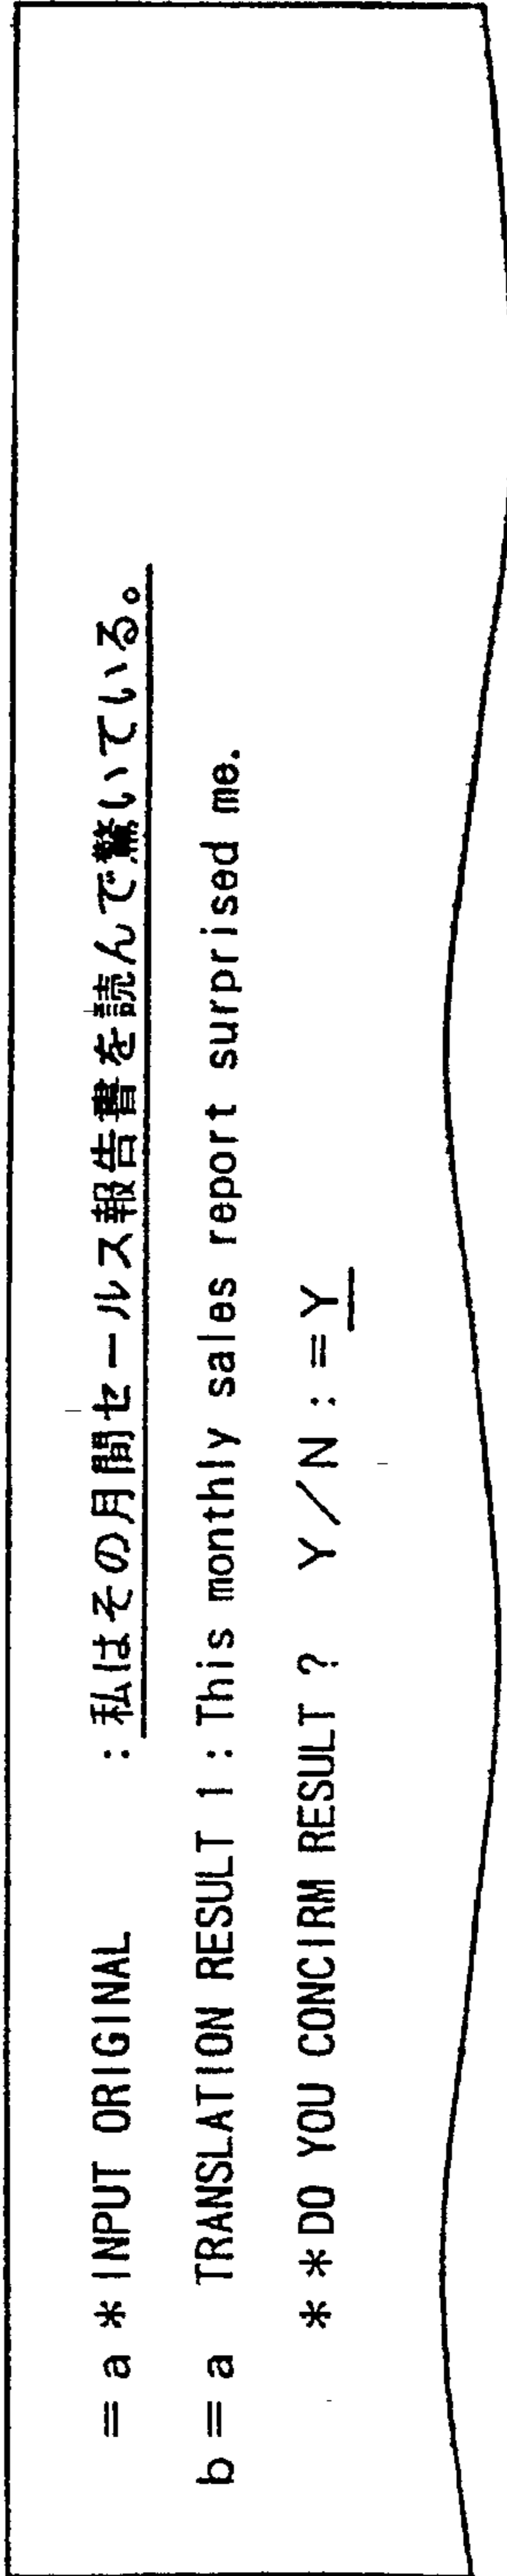 = a * INPUT ORIGINAL : 私はその月間セールス報告書を読んで驚いている。
b = a TRANSLATION RESULT 1 : This monthly sales report surprised me.
* * DO YOU CONCIRM RESULT ? Y/N : = Y